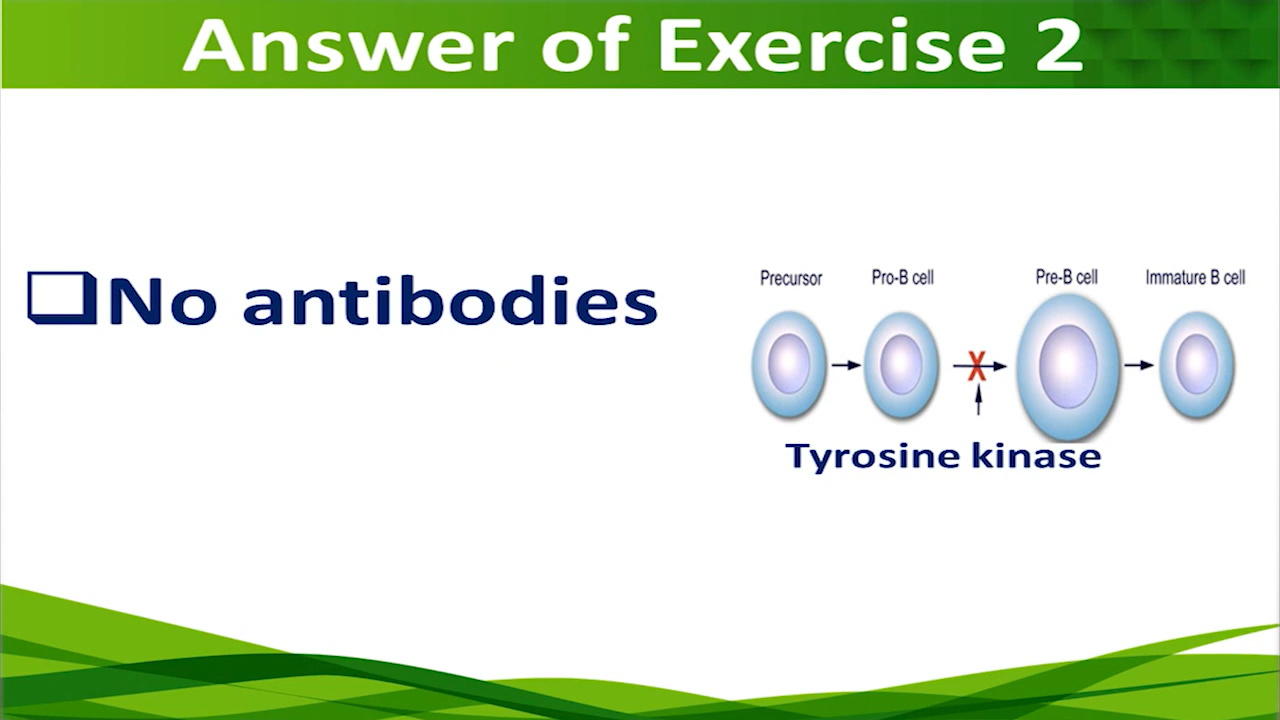 Answer of Exercise 2
No antibodies
Precursor
Pro-B cell
Pre-B cell
Immature B cell
X
Tyrosine kinase